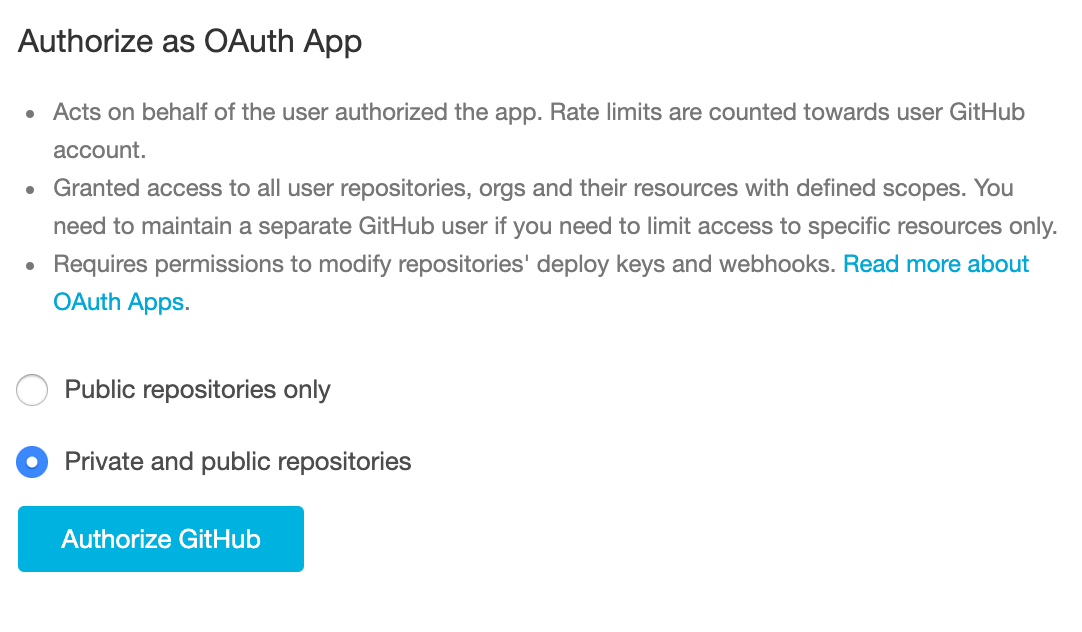 Authorize as OAuth App
• Acts on behalf of the user authorized the app. Rate limits are counted towards user GitHub
account.
• Granted access to all user repositories, orgs and their resources with defined scopes. You
need to maintain a separate GitHub user if you need to limit access to specific resources only.
• Requires permissions to modify repositories' deploy keys and webhooks. Read more about
OAuth Apps.
Public repositories only
Private and public repositories
Authorize GitHub